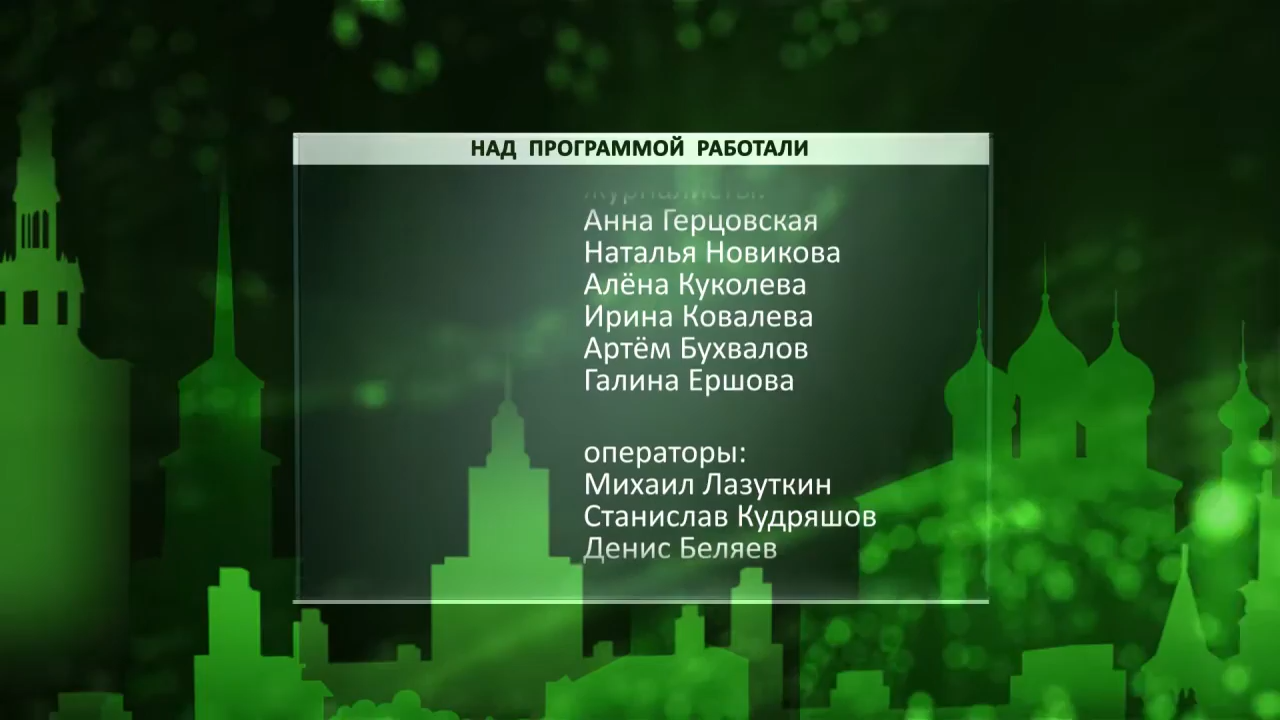 НАД ПРОГРАММОЙ РАБОТАЛИ
журналисты:
Анна Герцовская
Наталья Новикова
Алёна Куколева
Ирина Ковалева
Артём Бухвалов
Галина Ершова
операторы:
Михаил Лазуткин
Станислав Кудряшов
Денис Беляев